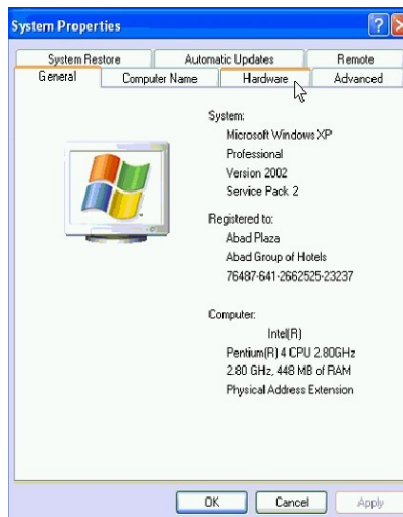 System Properties
System Restore
Automatic Updates
Remote
General
Computer Name
Hardware
Advanced
System:
Microsoft Windows XP
Professional
Version 2002
Service Pack 2
Registered to:
Abad Plaza
Abad Group of Hotels
76487-641-2662525-23237
Computer:
Intel(R)
Pentium(R) 4 CPU 2.80GHz
2.80 GHz, 448 MB of RAM
Physical Address Extension
OK
Cancel
Apply